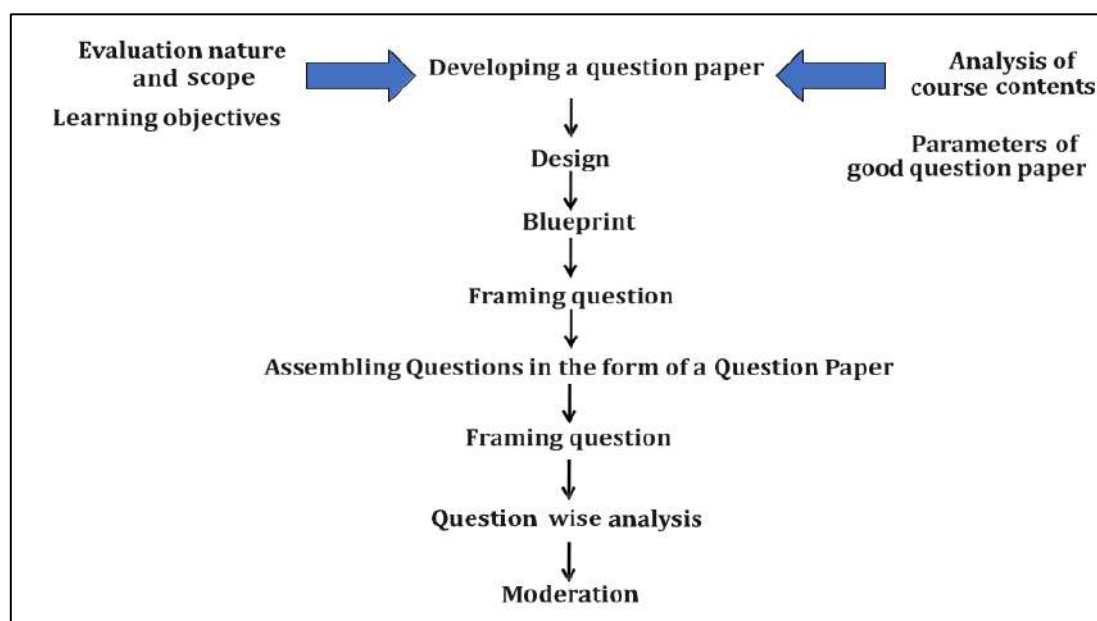 Evaluation nature
and scope
Learning objectives
Developing a question paper
Analysis of
course contents
Parameters of
good question paper
Design
Blueprint
Framing question
Assembling Questions in the form of a Question Paper
Framing question
Question wise analysis
Moderation